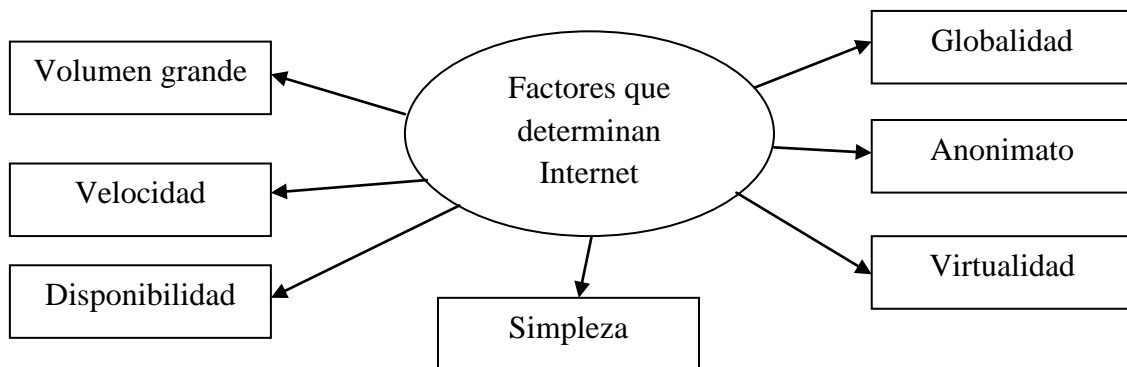 Volumen grande
Velocidad
Disponibilidad
Factores que
determinan
Internet
Simpleza
Globalidad
Anonimato
Virtualidad